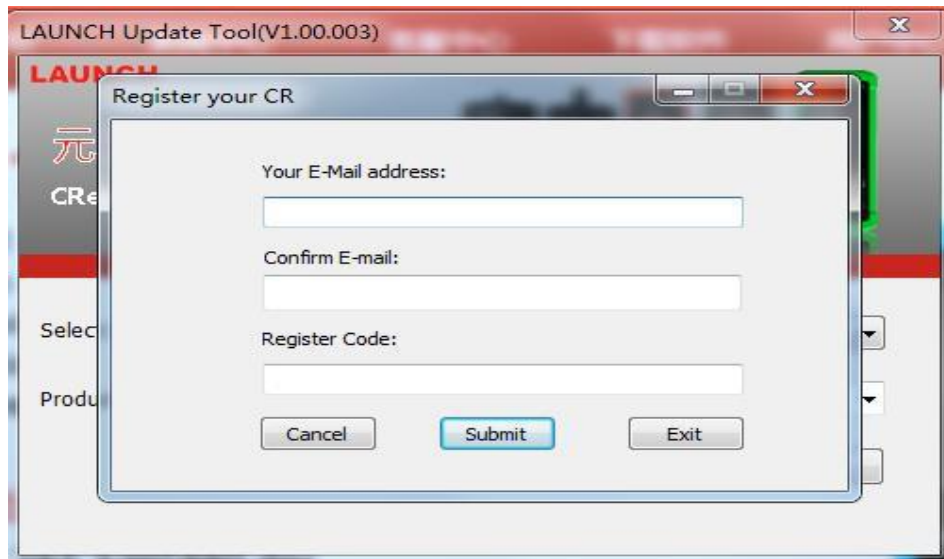 LAUNCH Update Tool(V1.00.003)
LAUNCH
Register your CR
元
CRe
Your E-Mail address:
Confirm E-mail:
Selec
Register Code:
Produ
Cancel
Submit
Exit